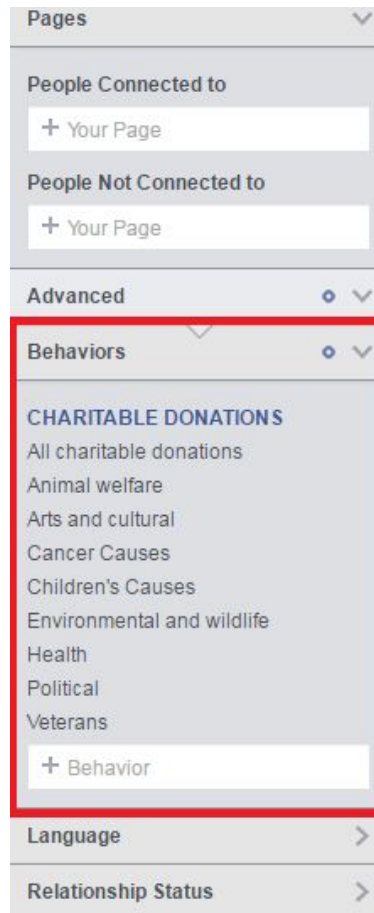 Pages
People Connected to
+ Your Page
People Not Connected to
+ Your Page
Advanced
Behaviors
CHARITABLE DONATIONS
All charitable donations
Animal welfare
Arts and cultural
Cancer Causes
Children's Causes
Environmental and wildlife
Health
Political
Veterans
+ Behavior
Language
Relationship Status